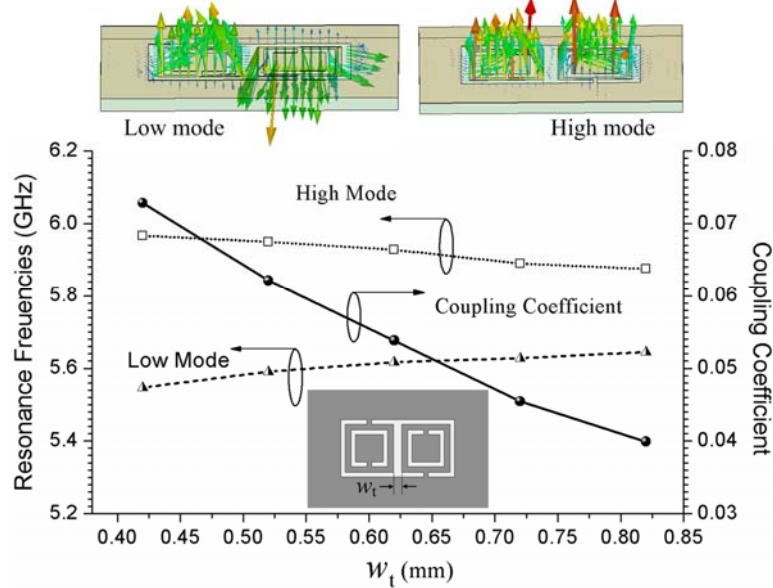 Low mode
High mode
Resonance Freuencies (GHz)
6.2
6.0
5.8
5.6
5.4
5.2
0.08
0.07
0.06
0.05
0.04
0.03
Coupling Coefficient
High Mode
Coupling Coefficient
Low Mode
wt
0.40 0.45 0.50 0.55 0.60 0.65 0.70 0.75 0.80 0.85
wt (mm)